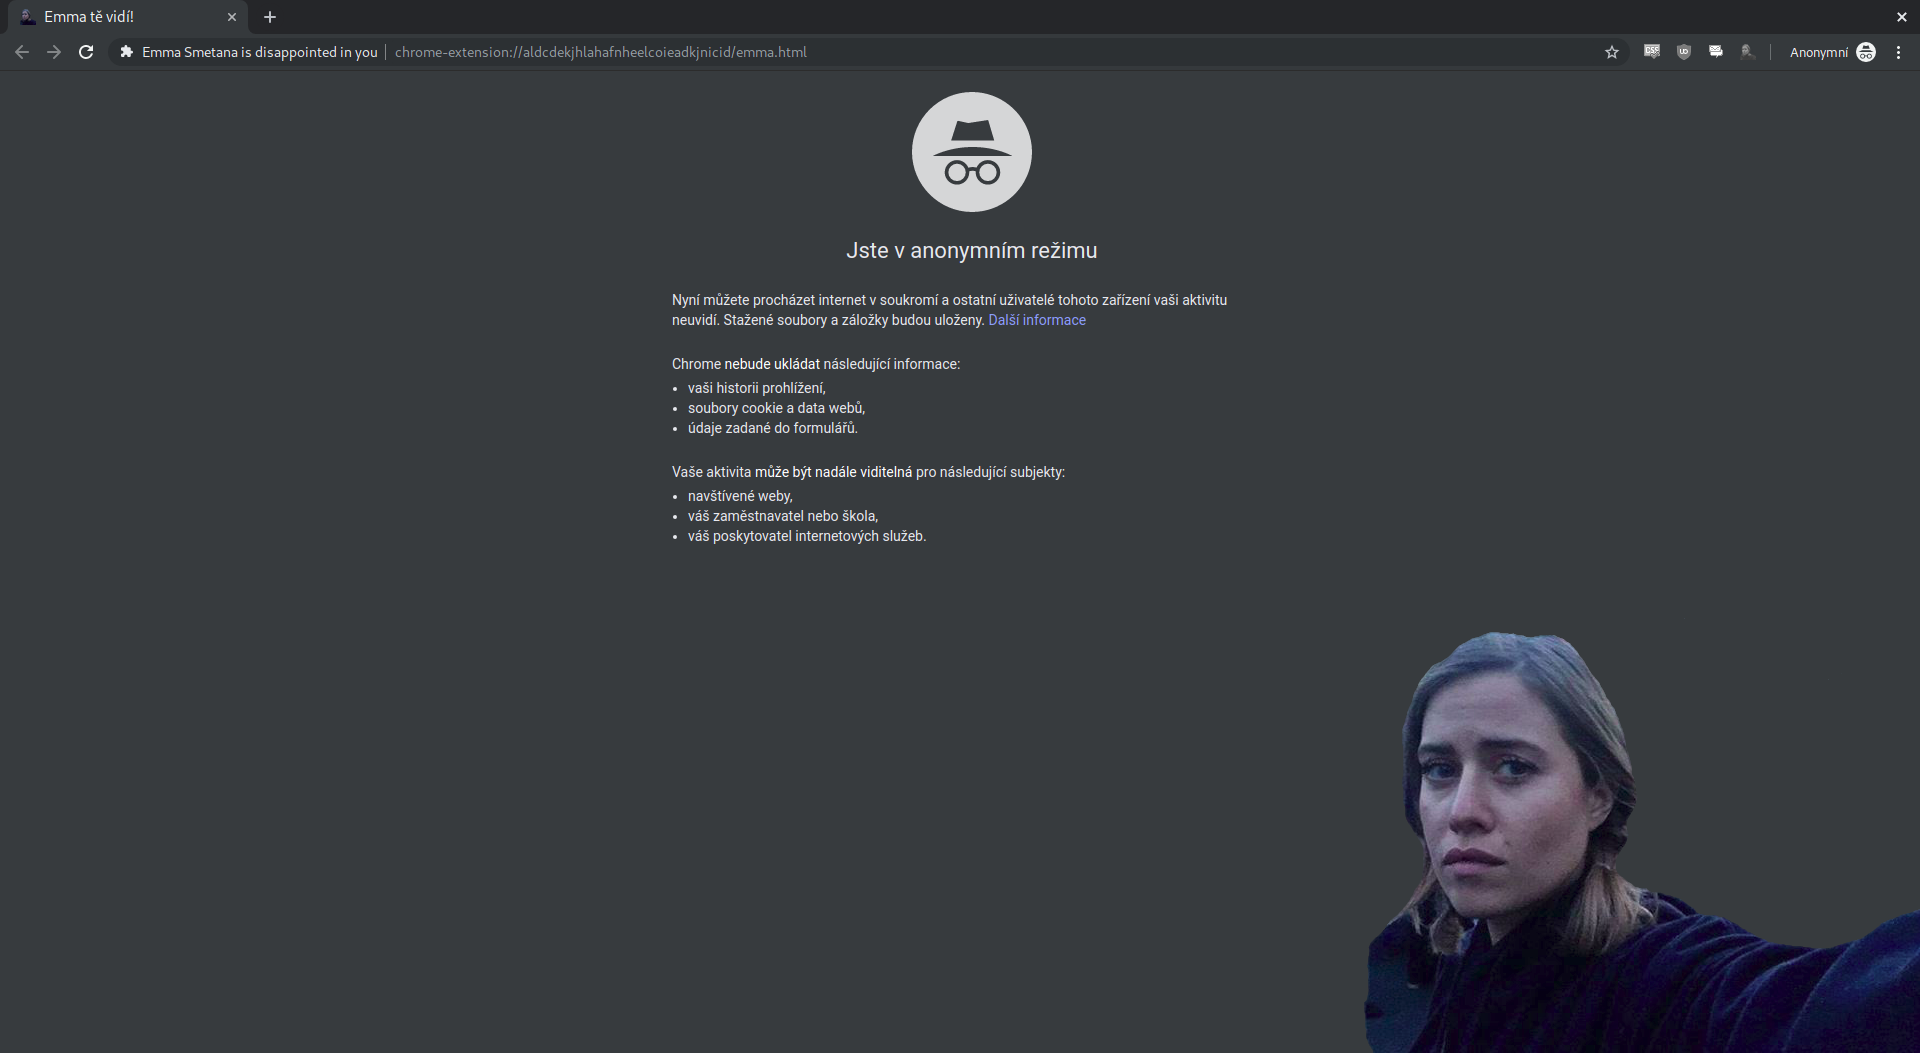 Emma tě vidí!
Emma Smetana is disappointed in you | chrome-extension://aldcdekjhlahafnheelcoieadkjnicid/emma.html
Anonymní
Jste v anonymním režimu
Nyní můžete procházet internet v soukromí a ostatní uživatelé tohoto zařízení vaši aktivitu
neuvidí. Stažené soubory a záložky budou uloženy. Další informace
Chrome nebude ukládat následující informace:
• vaši historii prohlížení,
• soubory cookie a data webů,
• údaje zadané do formulářů.
Vaše aktivita může být nadále viditelná pro následující subjekty:
• navštívené weby,
• váš zaměstnavatel nebo škola,
• váš poskytovatel internetových služeb.